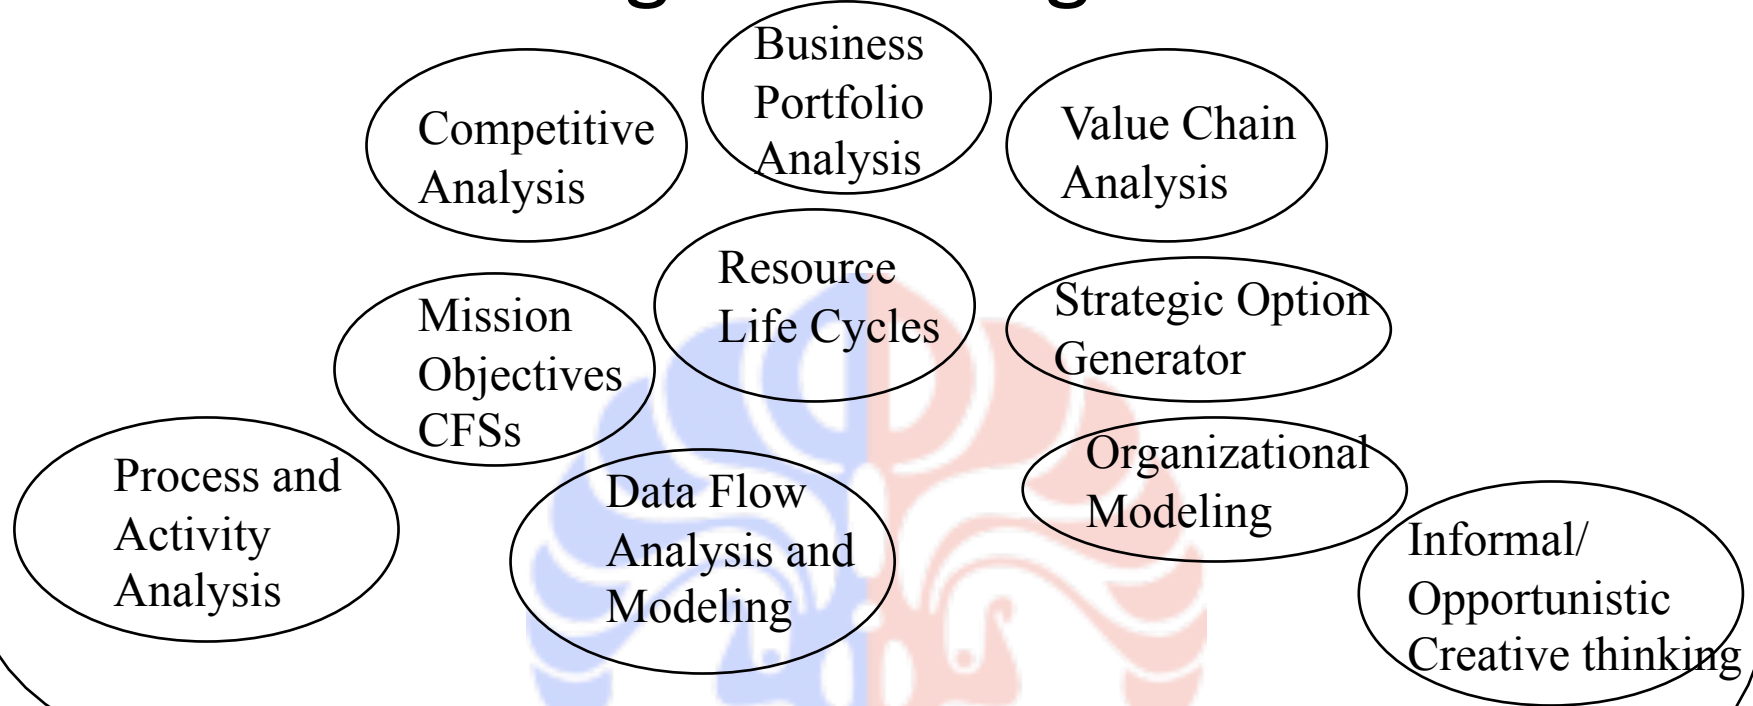 Business
Portfolio
Analysis
Competitive
Analysis
Value Chain
Analysis
Resource
Life Cycles
Mission
Objectives
CFSs
Strategic Option
Generator
Process and
Activity
Analysis
Data Flow
Analysis and
Modeling
Organizational
Modeling
Informal/
Opportunistic
Creative thinking